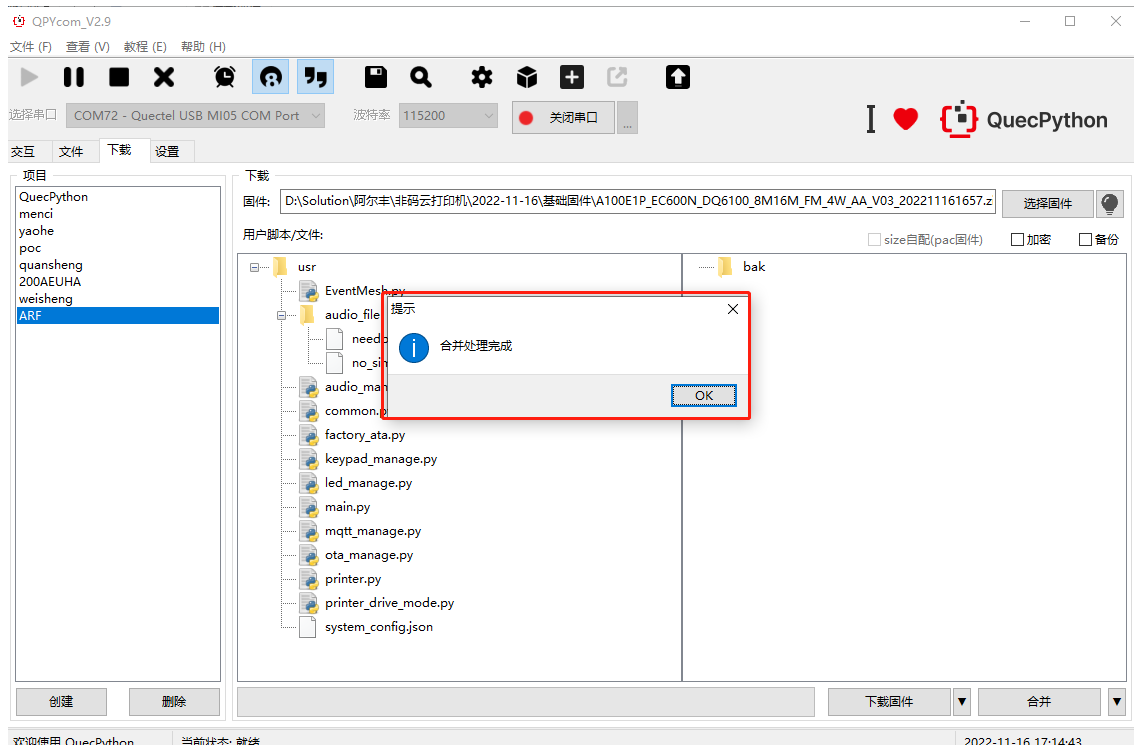 QPYcom_V2.9
文件 (F) 查看 (V) 教程 (E) 帮助 (H)
选择串口 COM72 - Quectel USB MI05 COM Port 波特率 115200 关闭串口 ...
I QuecPython
交互 文件 下载 设置
项目
QuecPython
menci
yaohe
poc
quansheng
200AEUHA
weisheng
ARF
创建 删除
下载
固件: D:\Solution\阿尔丰\非码云打印机\2022-11-16\基础固件\A100E1P_EC600N_DQ6100_8M16M_FM_4W_AA_V03_202211161657.z 选择固件
用户脚本/文件: size自配(pac固件) 加密 备份
usr
EventMesh.py
audio_file
needp
no_sim
audio_man
common.p
factory_ata.py
keypad_manage.py
led_manage.py
main.py
mqtt_manage.py
ota_manage.py
printer.py
printer_drive_mode.py
system_config.json
bak
提示
合并处理完成
OK
下载固件 合并
欢迎使用 QuecPython 当前状态: 就绪 2022-11-16 17:14:43